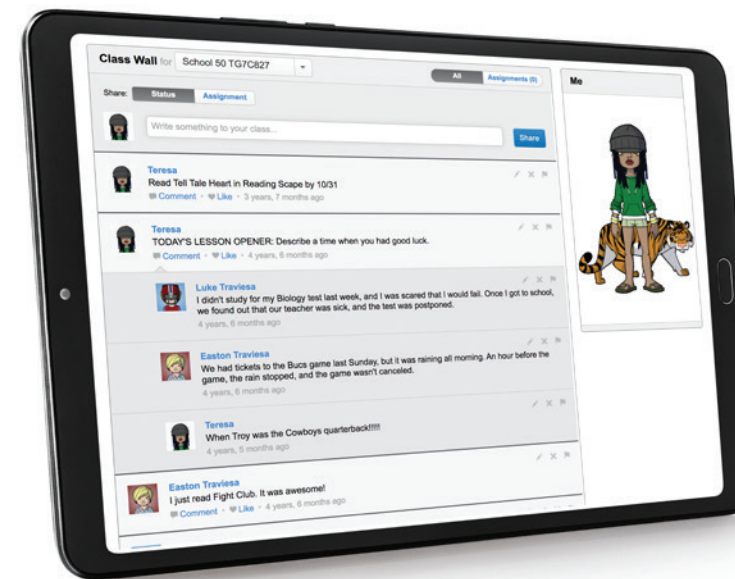 Class Wall for School 50 TG7C827
All Assignments (0)
Me
Share: Status Assignment
Write something to your class...
Share
Teresa
Read Tell Tale Heart in Reading Scape by 10/31
Comment • Like • 3 years, 7 months ago
Teresa
TODAY'S LESSON OPENER: Describe a time when you had good luck.
Comment • Like • 4 years, 6 months ago
Luke Traviesa
I didn't study for my Biology test last week, and I was scared that I would fail. Once I got to school,
we found out that our teacher was sick, and the test was postponed.
4 years, 6 months ago
Easton Traviesa
We had tickets to the Bucs game last Sunday, but it was raining all morning. An hour before the
game, the rain stopped, and the game wasn't canceled.
4 years, 6 months ago
Teresa
When Troy was the Cowboys quarterback!!!!!
4 years, 5 months ago
Easton Traviesa
I just read Fight Club. It was awesome!
Comment • Like • 4 years, 6 months ago